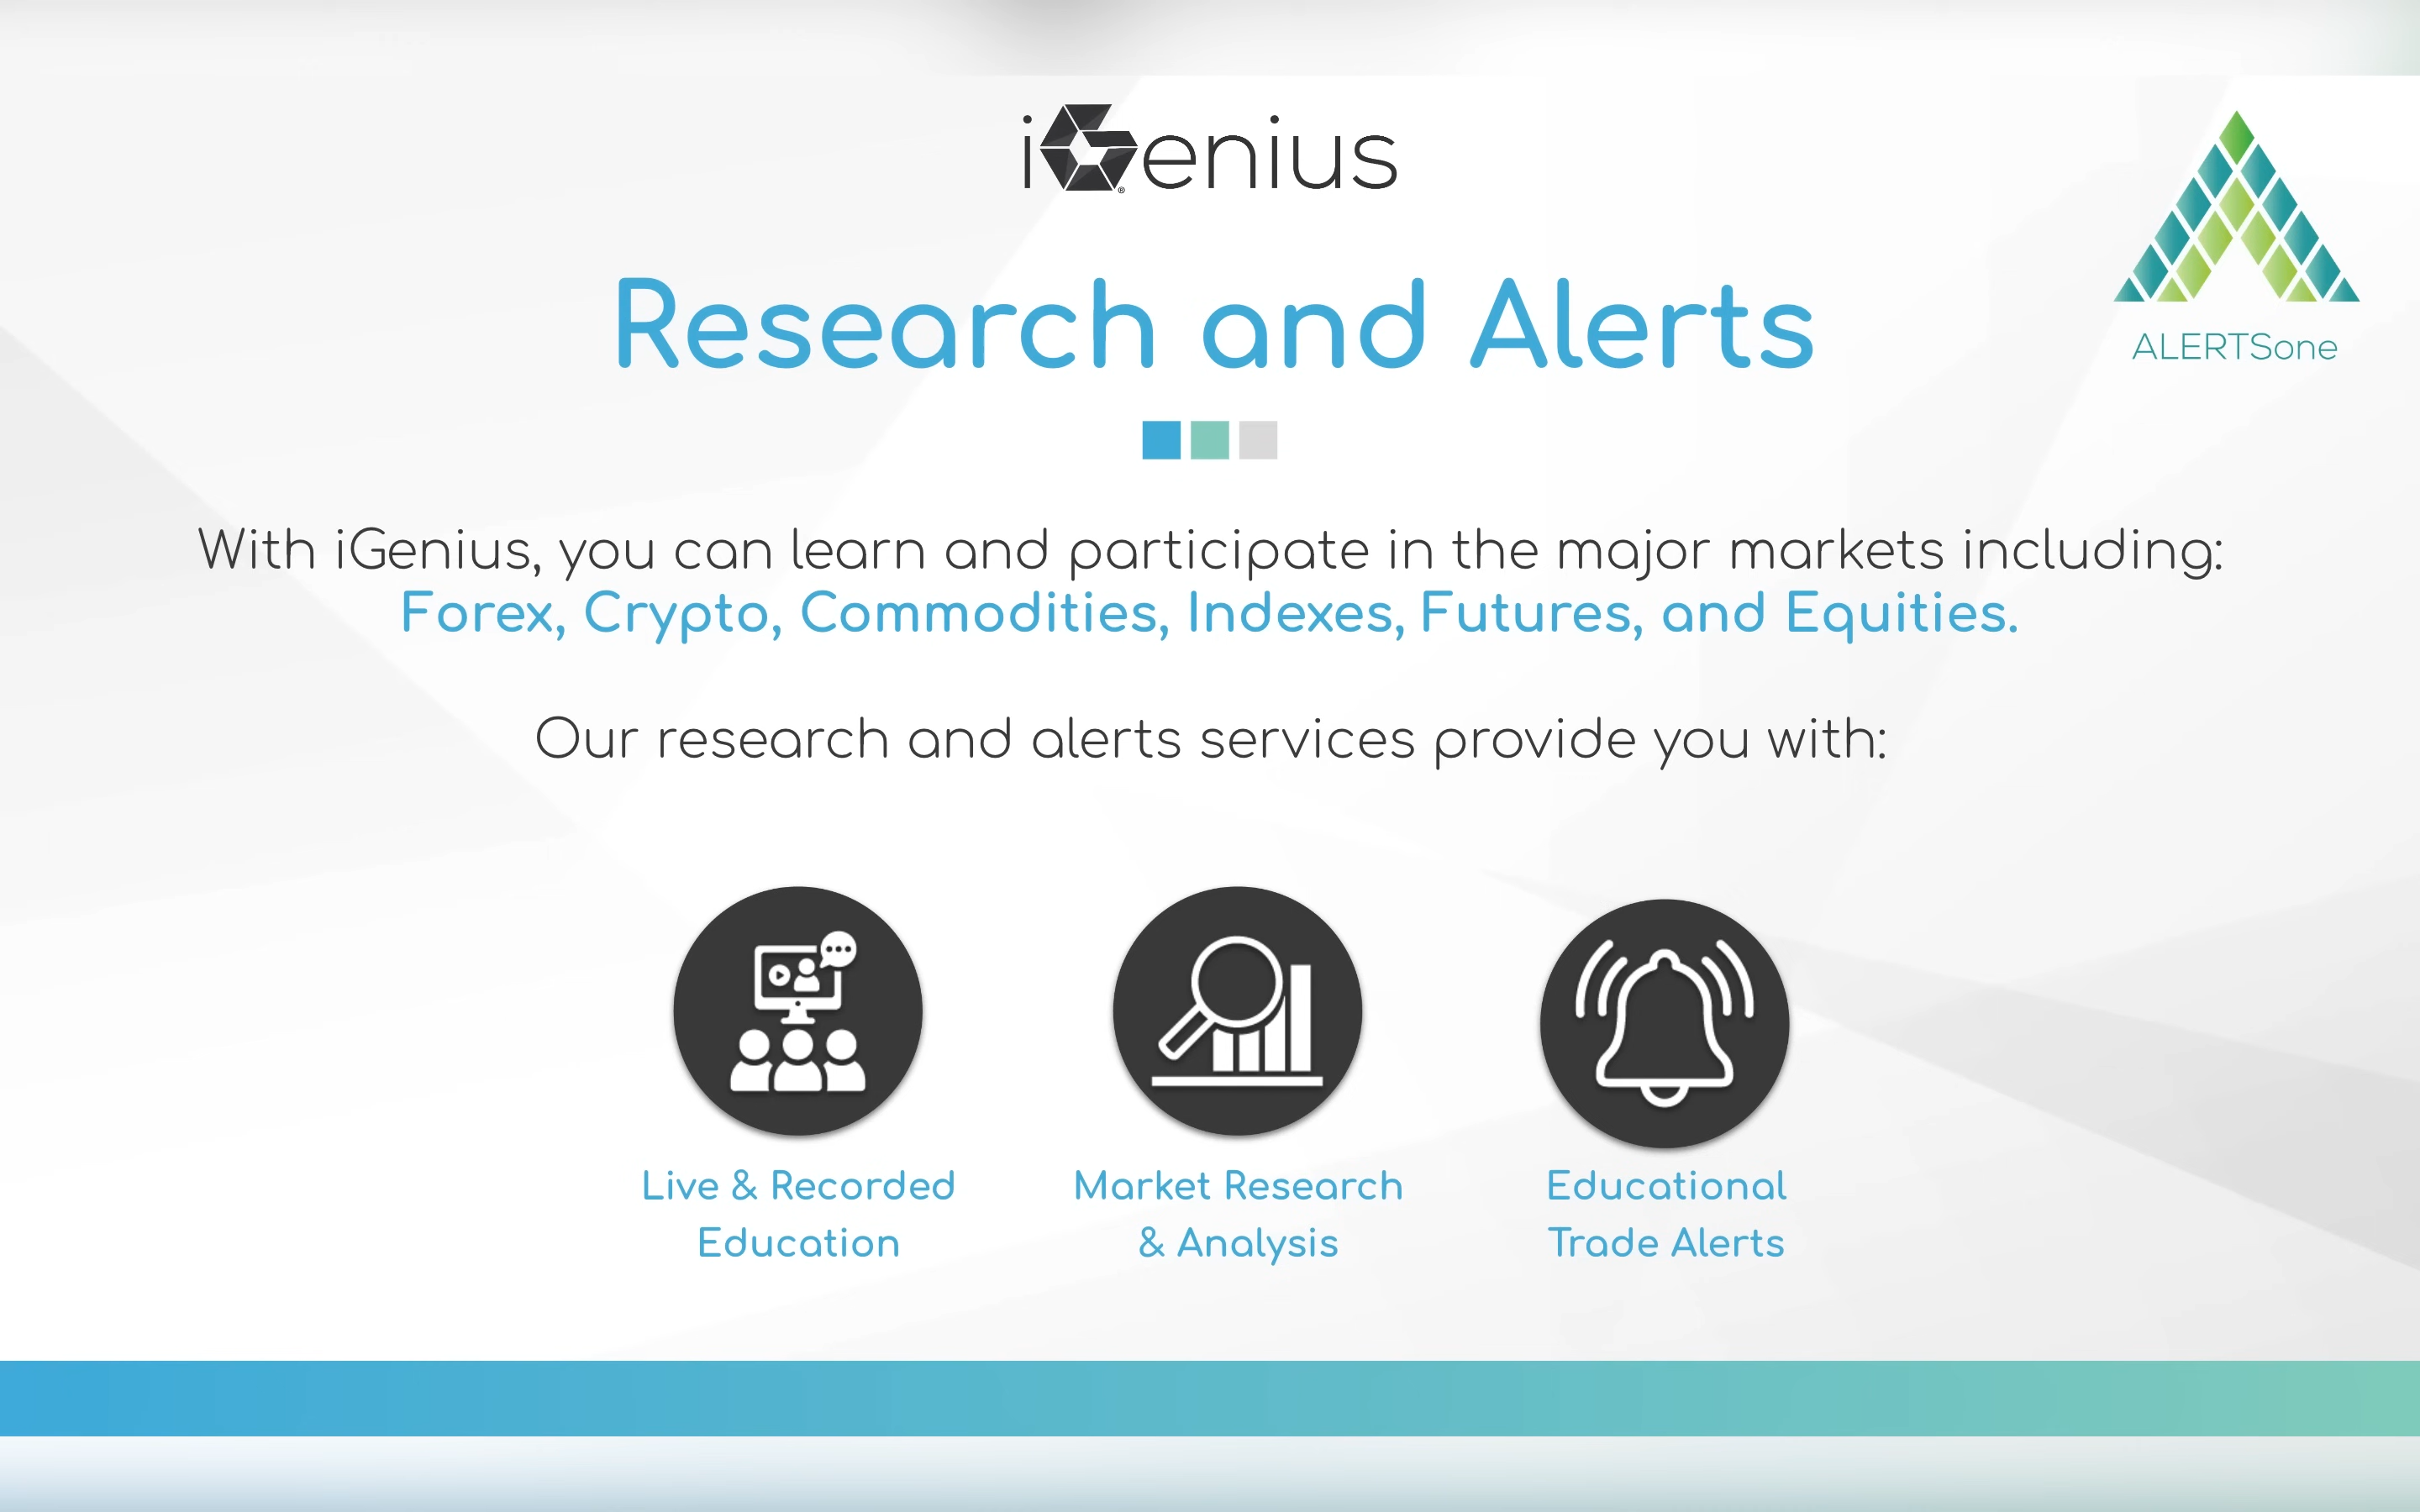 iGenius
ALERTSone
Research and Alerts
With iGenius, you can learn and participate in the major markets including:
Forex, Crypto, Commodities, Indexes, Futures, and Equities.
Our research and alerts services provide you with:
Live & Recorded
Education
Market Research
& Analysis
Educational
Trade Alerts